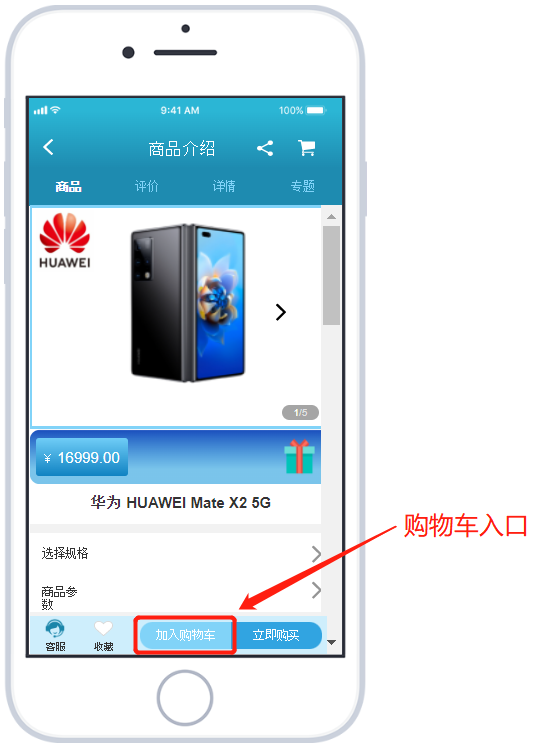 9:41 AM
100%
商品介绍
商品
评价
详情
专题
HUAWEI
1/5
¥ 16999.00
华为 HUAWEI Mate X2 5G
购物车入口
选择规格
商品参
数
客服
收藏
加入购物车
立即购买